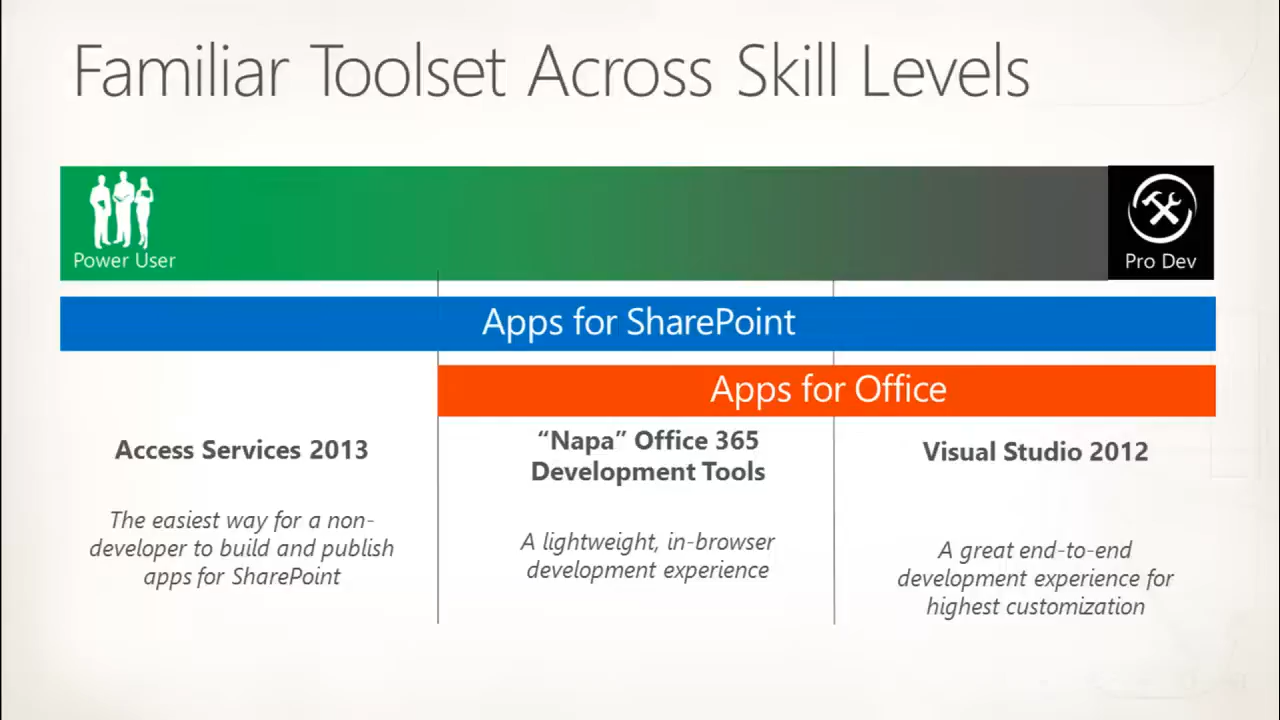 Familiar Toolset Across Skill Levels
Power User
Pro Dev
Apps for SharePoint
Apps for Office
Access Services 2013
The easiest way for a non-
developer to build and publish
apps for SharePoint
“Napa” Office 365
Development Tools
A lightweight, in-browser
development experience
Visual Studio 2012
A great end-to-end
development experience for
highest customization